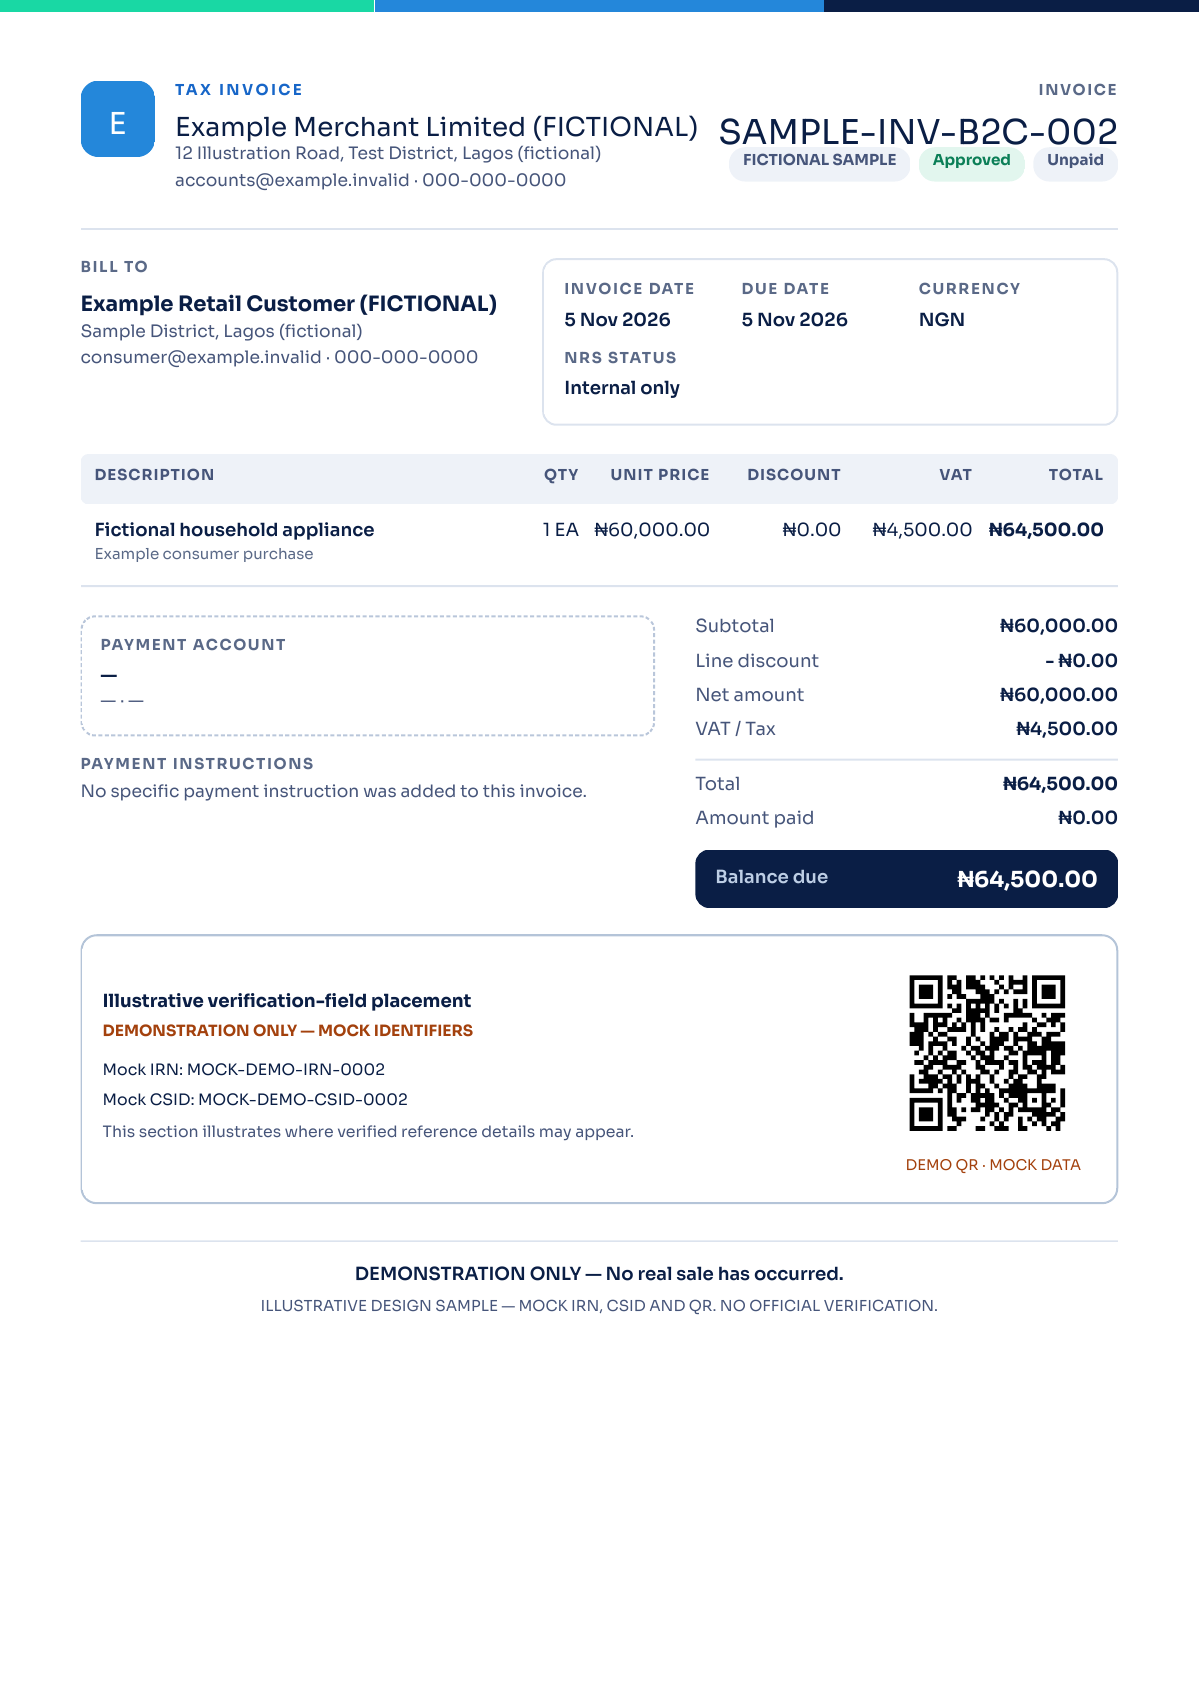 E
TAX INVOICE
Example Merchant Limited (FICTIONAL)
12 Illustration Road, Test District, Lagos (fictional)
accounts@example.invalid · 000-000-0000
INVOICE
SAMPLE-INV-B2C-002
FICTIONAL SAMPLE Approved Unpaid
BILL TO
Example Retail Customer (FICTIONAL)
Sample District, Lagos (fictional)
consumer@example.invalid · 000-000-0000
INVOICE DATE DUE DATE CURRENCY
5 Nov 2026 5 Nov 2026 NGN
NRS STATUS
Internal only
DESCRIPTION QTY UNIT PRICE DISCOUNT VAT TOTAL
Fictional household appliance 1 EA ₦60,000.00 ₦0.00 ₦4,500.00 ₦64,500.00
Example consumer purchase
PAYMENT ACCOUNT
—
— · —
PAYMENT INSTRUCTIONS
No specific payment instruction was added to this invoice.
Subtotal ₦60,000.00
Line discount - ₦0.00
Net amount ₦60,000.00
VAT / Tax ₦4,500.00
Total ₦64,500.00
Amount paid ₦0.00
Balance due ₦64,500.00
Illustrative verification-field placement
DEMONSTRATION ONLY — MOCK IDENTIFIERS
Mock IRN: MOCK-DEMO-IRN-0002
Mock CSID: MOCK-DEMO-CSID-0002
This section illustrates where verified reference details may appear.
DEMO QR · MOCK DATA
DEMONSTRATION ONLY — No real sale has occurred.
ILLUSTRATIVE DESIGN SAMPLE — MOCK IRN, CSID AND QR. NO OFFICIAL VERIFICATION.